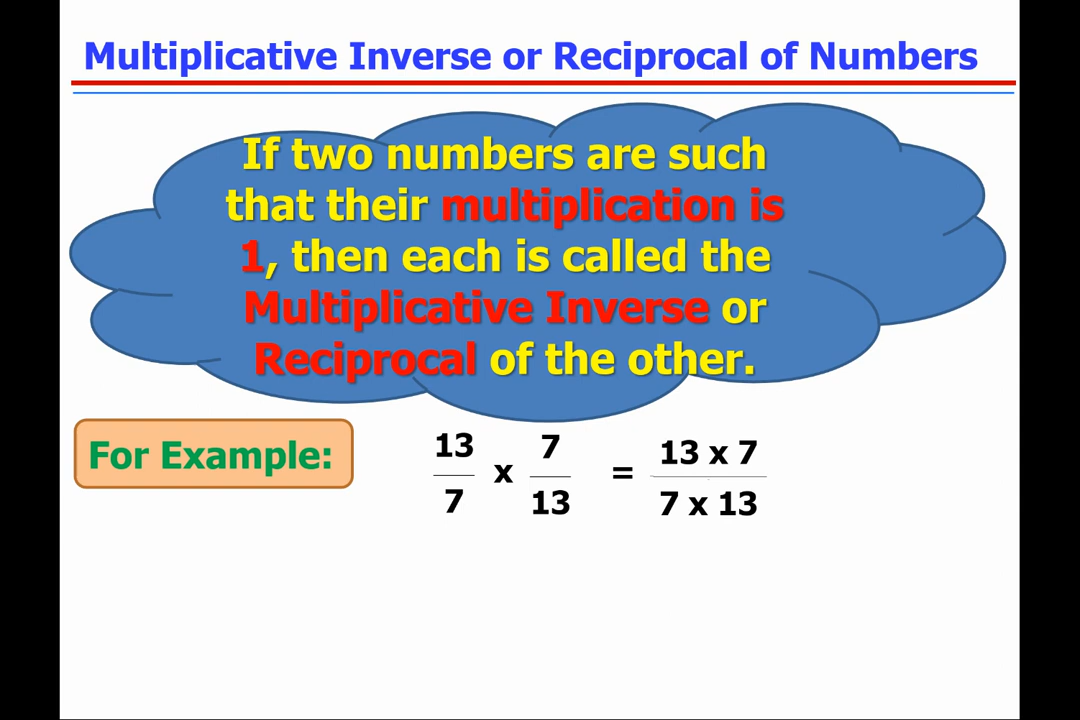 Multiplicative Inverse or Reciprocal of Numbers
If two numbers are such
that their multiplication is
1, then each is called the
Multiplicative Inverse or
Reciprocal of the other.
For Example:
13/7 x 7/13 = 13 x 7/7 x 13